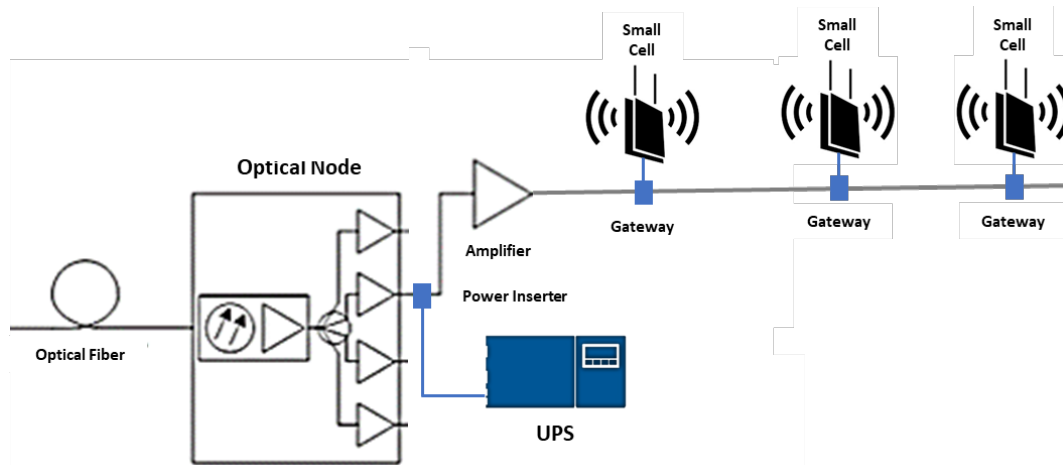 Small
Cell
Small
Cell
Small
Cell
Optical Node
Gateway
Gateway
Gateway
Amplifier
Power Inserter
Optical Fiber
UPS